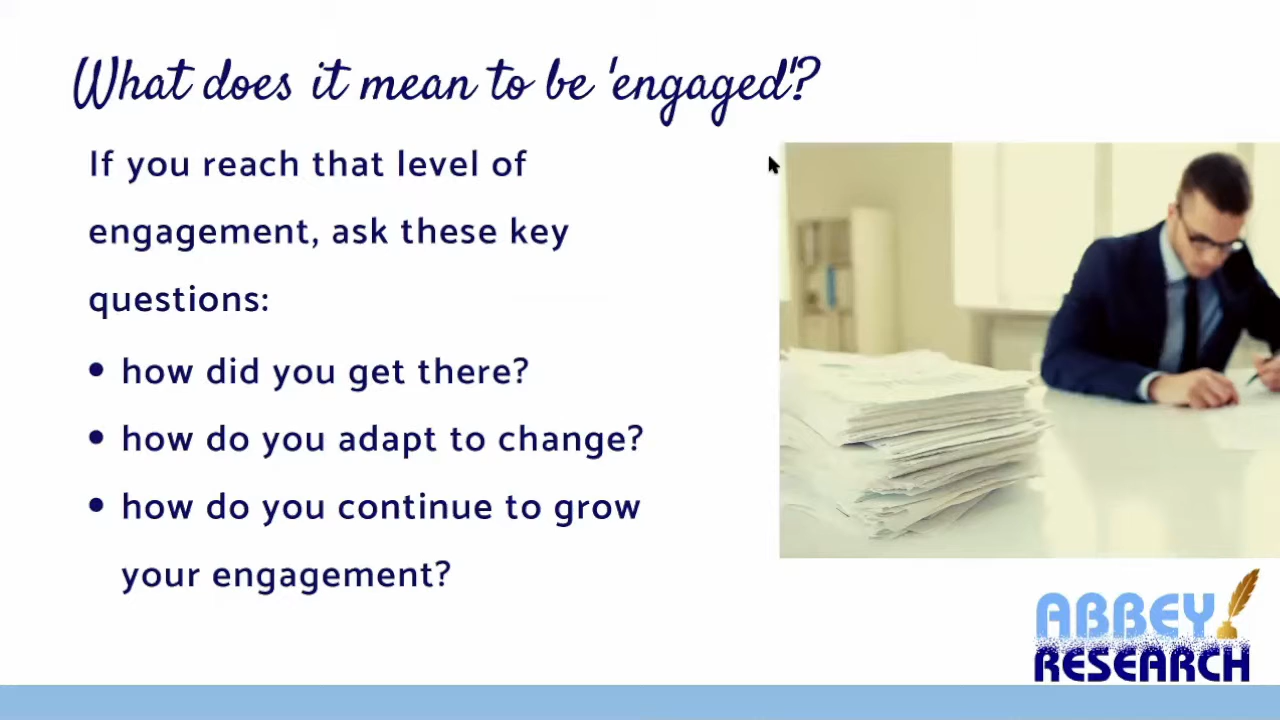 What does it mean to be 'engaged'?
If you reach that level of
engagement, ask these key
questions:
• how did you get there?
• how do you adapt to change?
• how do you continue to grow
your engagement?
ABBEY
RESEARCH